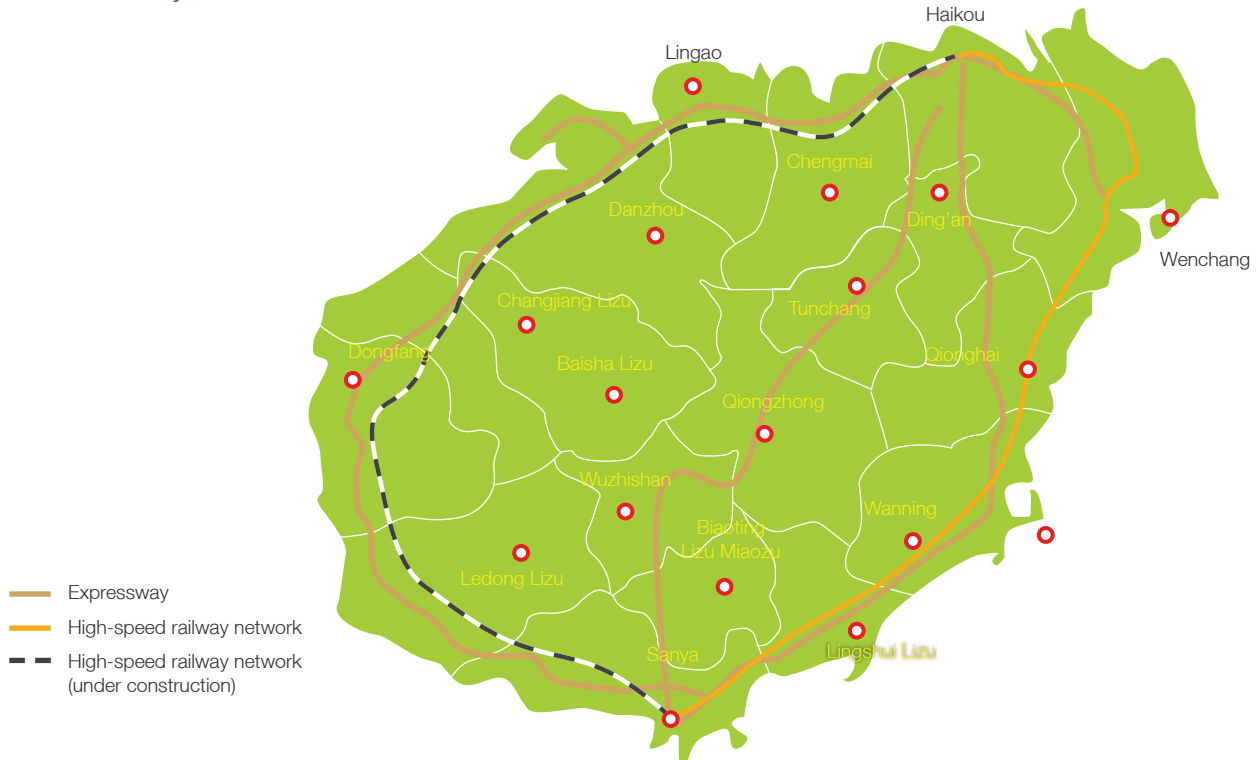 Haikou
Lingao
Chengmai
Danzhou
Ding'an
Wenchang
Changjiang Lizu
Tunchang
Dongfang
Baisha Lizu
Qionghai
Qiongzhong
Wuzhishan
Wanning
Biaoting
Lizu Miaozu
Ledong Lizu
Expressway
High-speed railway network
Lingshui Lizu
Sanya
High-speed railway network
(under construction)